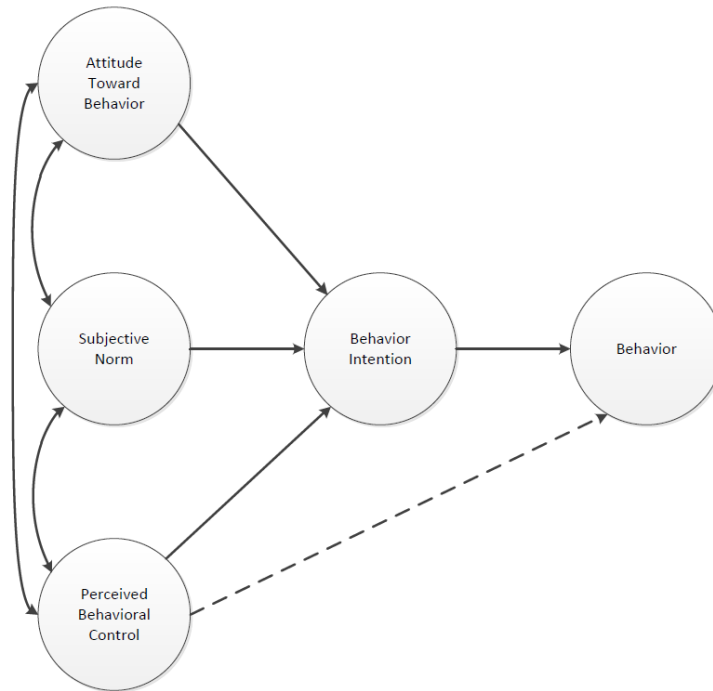 Attitude
Toward
Behavior
Subjective
Norm
Behavior
Intention
Behavior
Perceived
Behavioral
Control